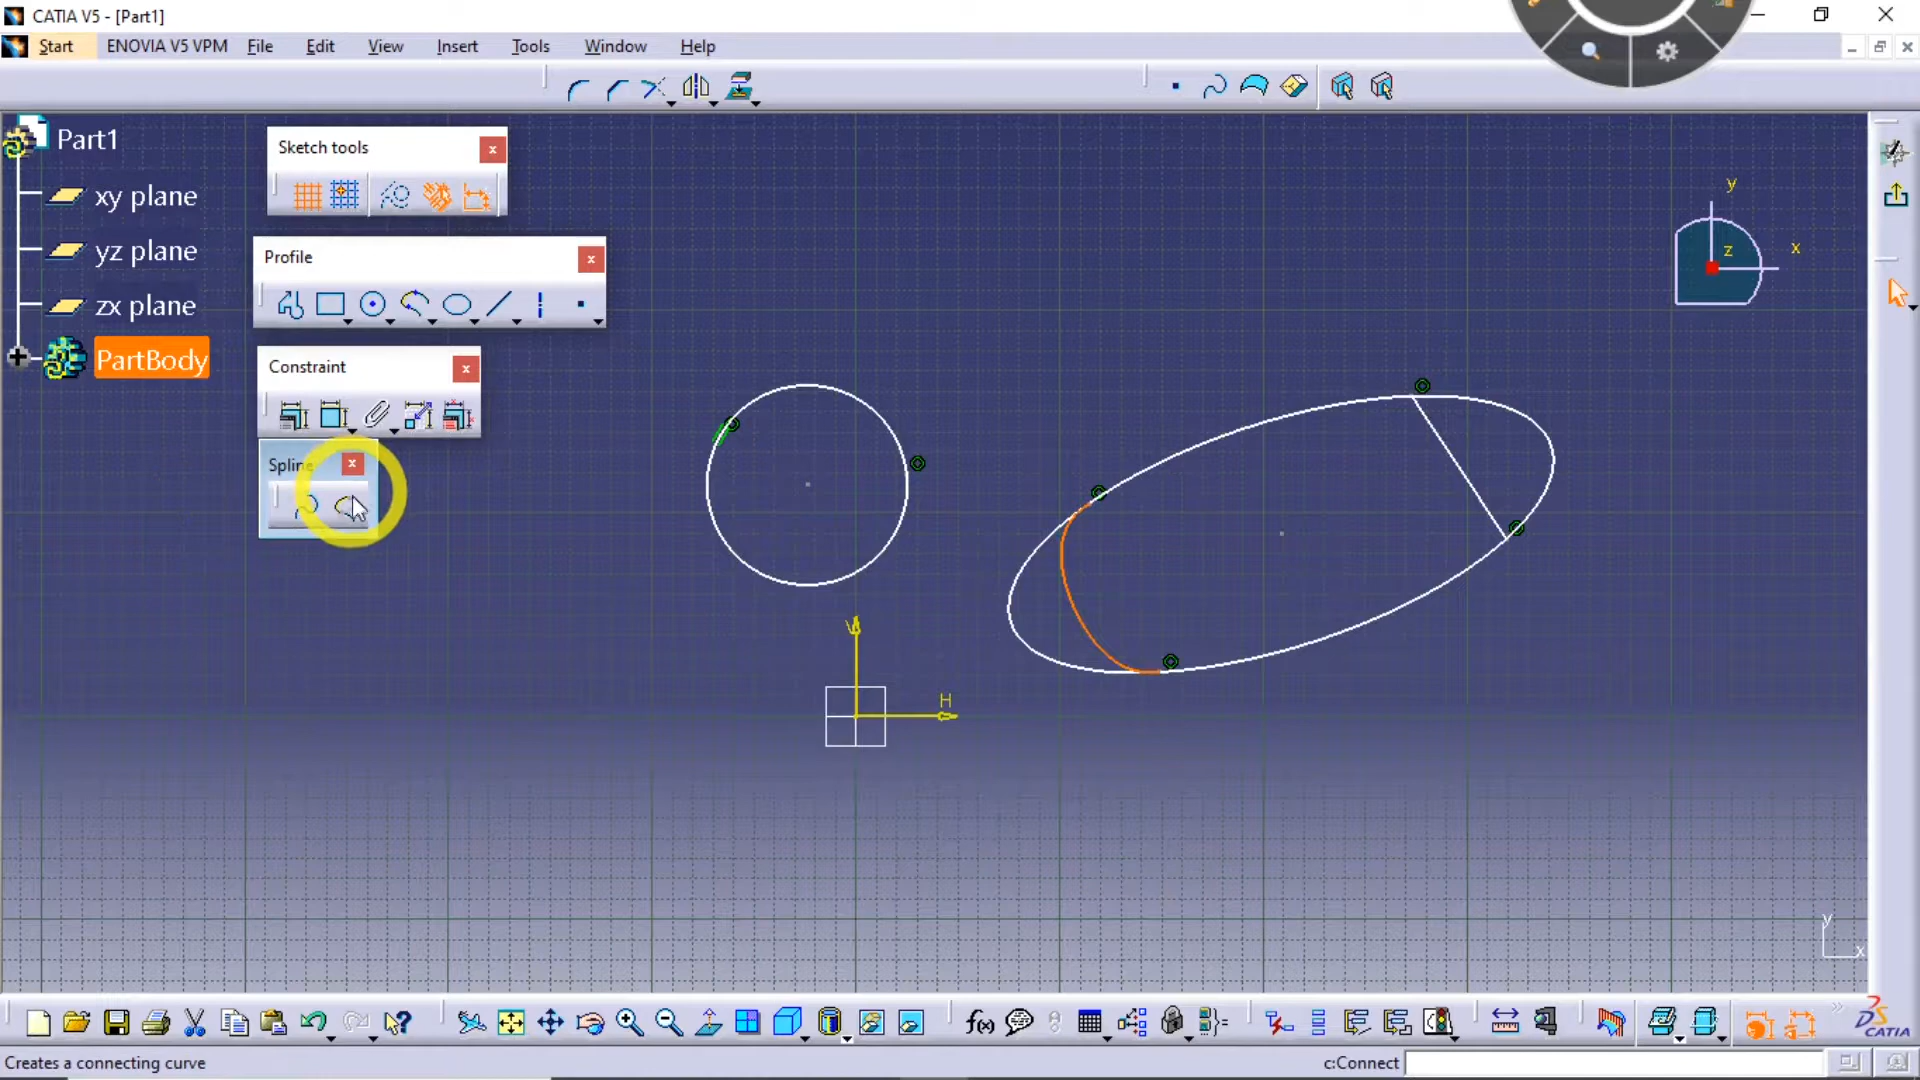 CATIA V5 - [Part1]
Start ENOVIA V5 VPM File Edit View Insert Tools Window Help
Part1
xy plane
yz plane
zx plane
PartBody
Sketch tools
Profile
Constraint
Spline
y
x
z
V
H
y
x
f(x)
CATIA
Creates a connecting curve
c:Connect